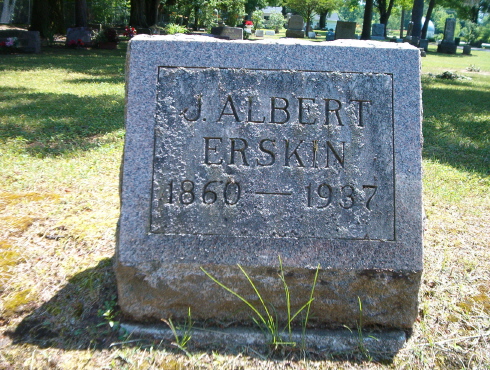 J. ALBERT
ERSKIN
1860 — 1937